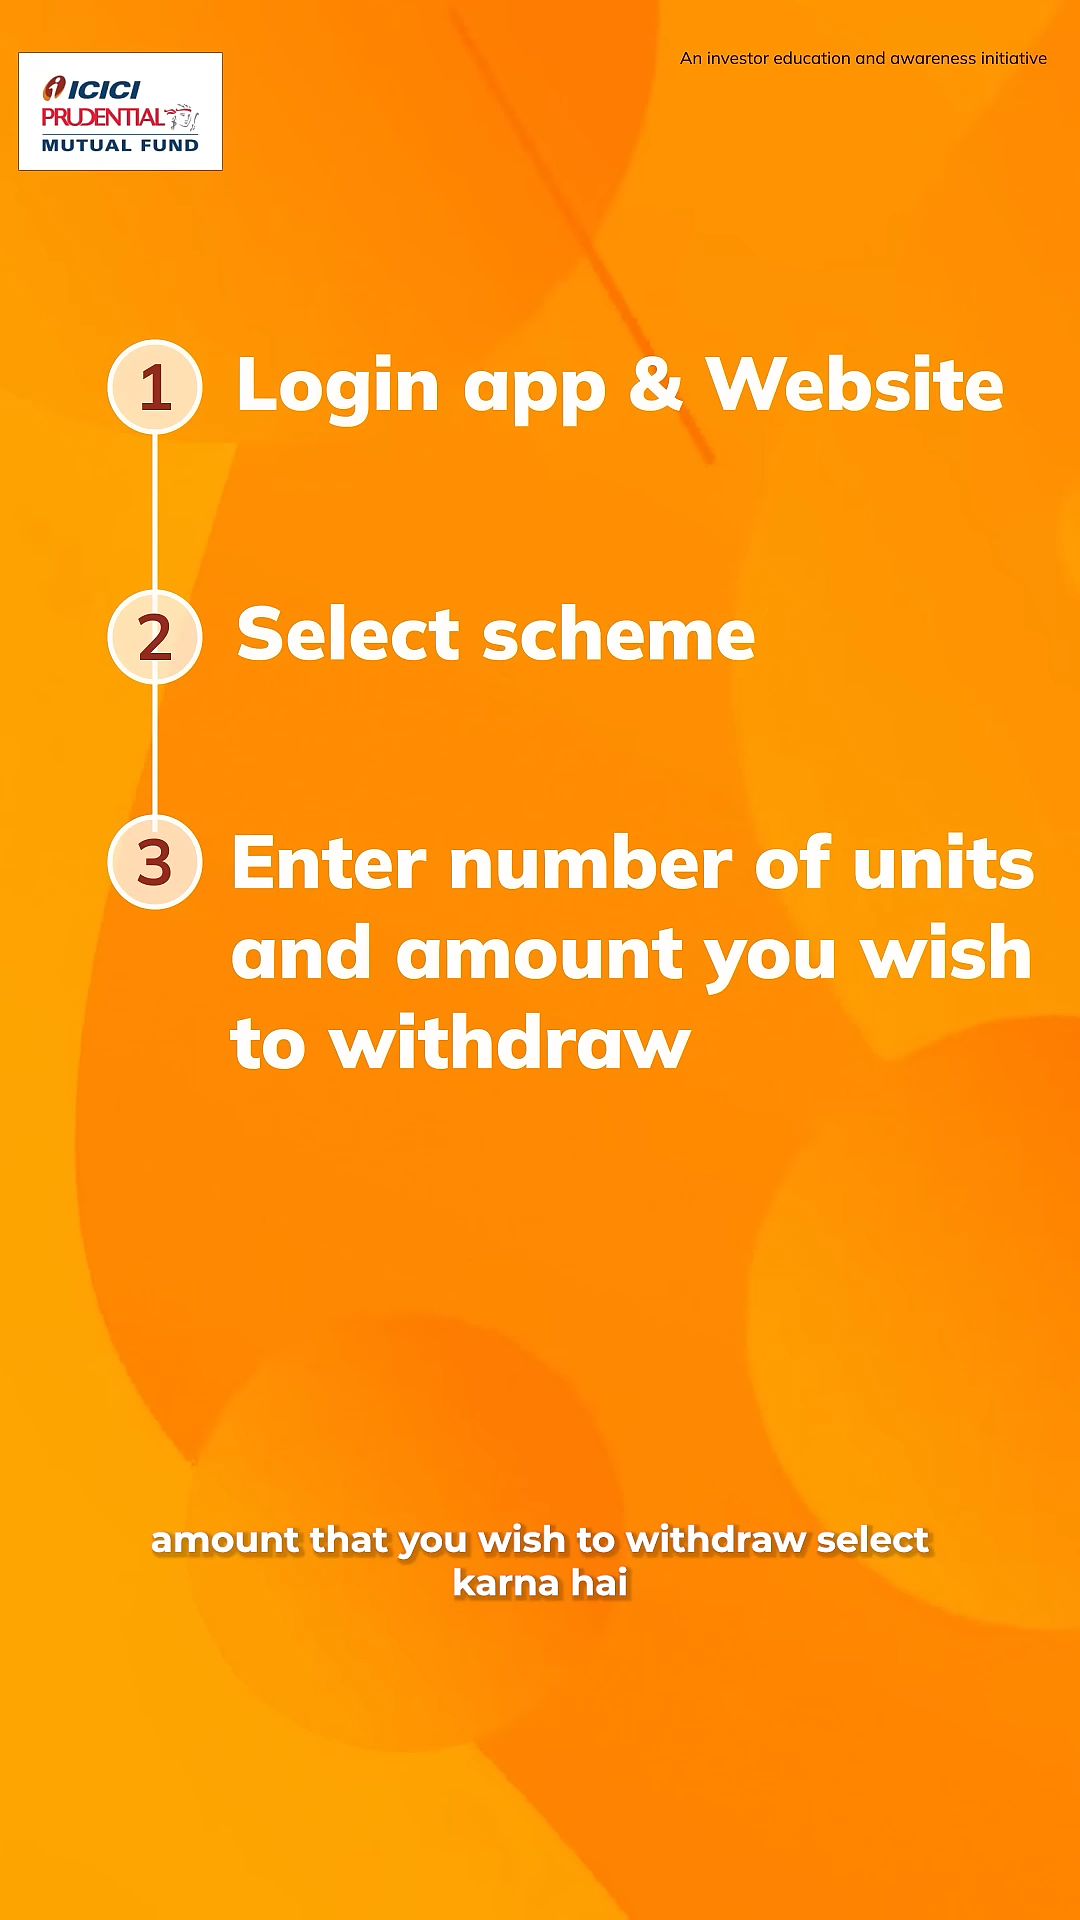 ICICI
PRUDENTIAL
MUTUAL FUND
An investor education and awareness initiative
1 Login app & Website
2 Select scheme
3 Enter number of units
and amount you wish
to withdraw
amount that you wish to withdraw select
karna hai